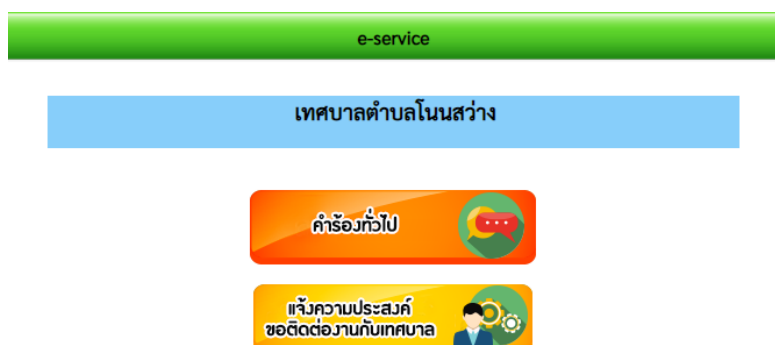 e-service
เทศบาลตำบลโนนสว่าง
คำร้องทั่วไป
แจ้งความประสงค์
ขอติดต่องานกับเทศบาล